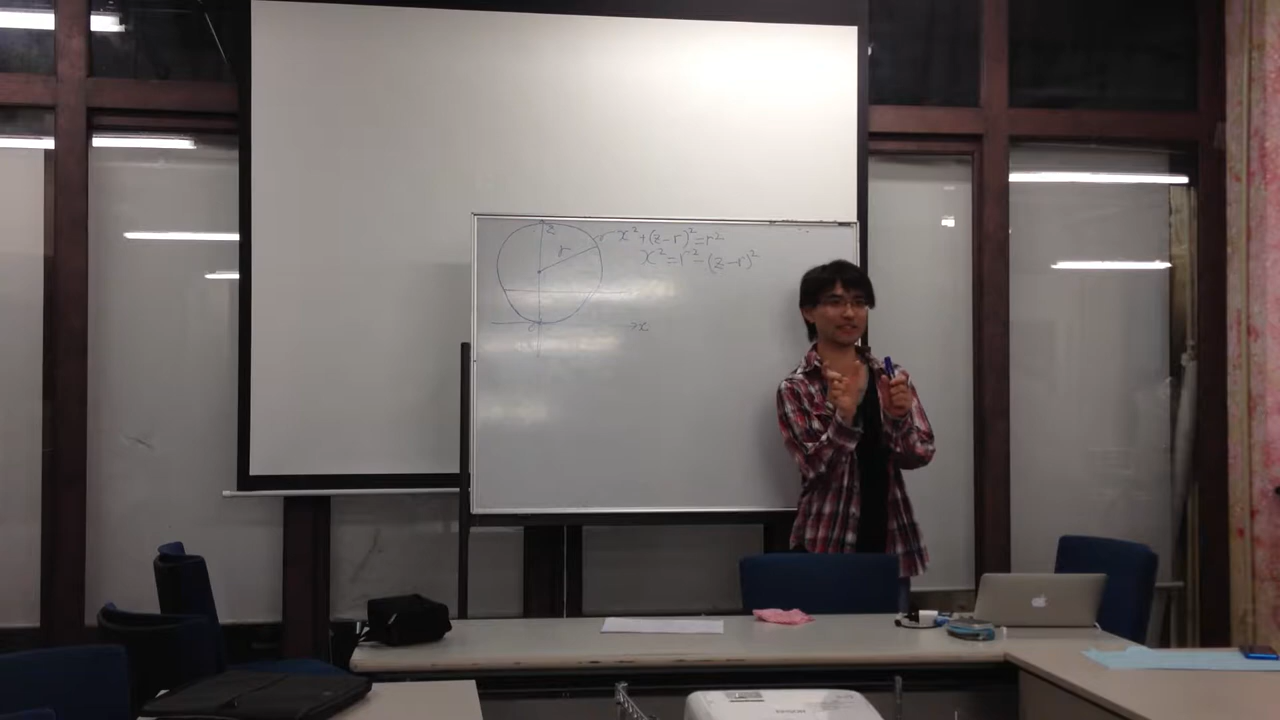 z
r
x²+(z-r)²=r²
x²=r²-(z-r)²
x